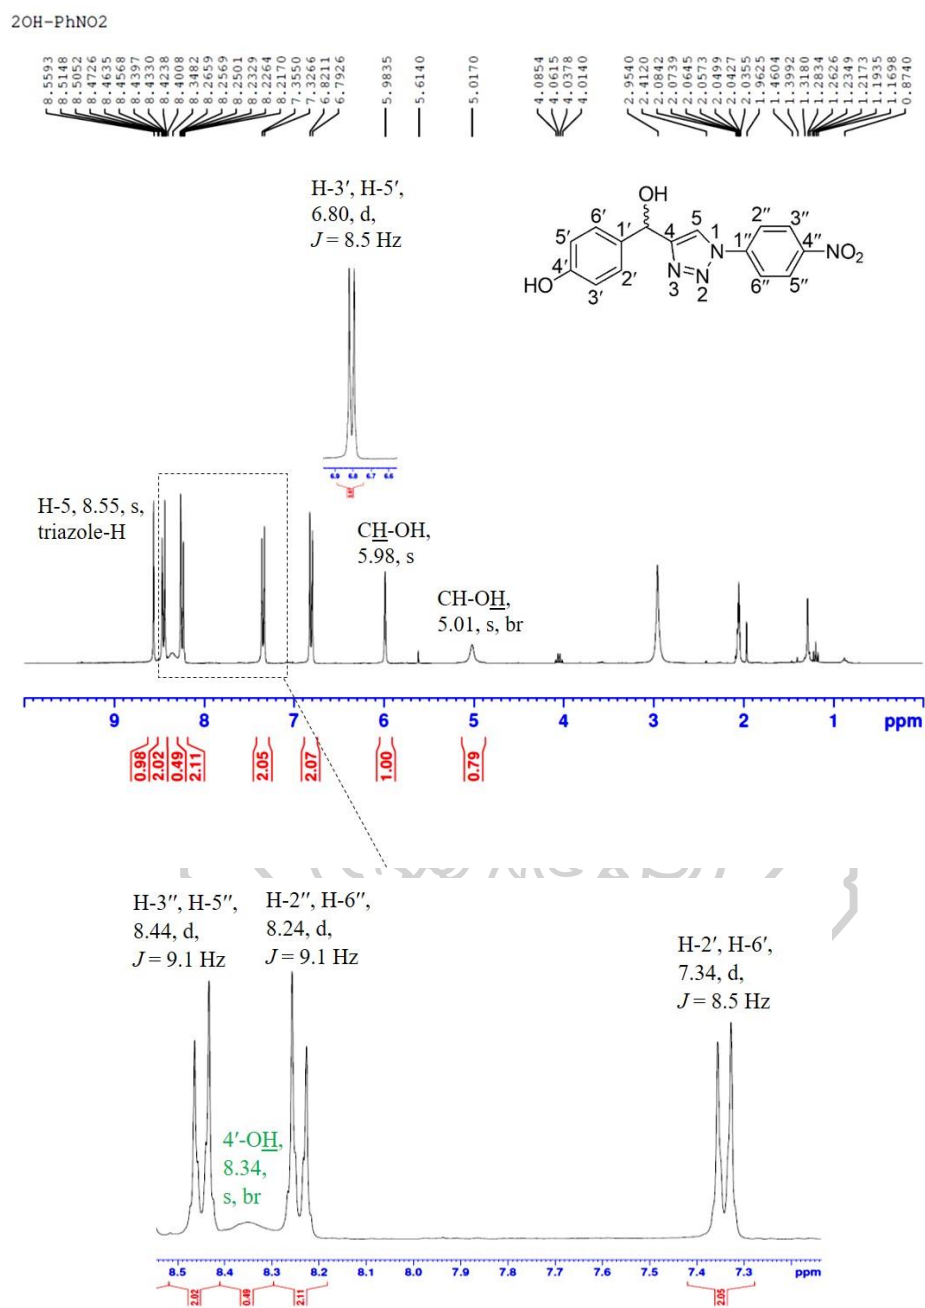 2OH-PhNO2
8.5593
8.5148
8.5052
8.4726
8.4635
8.4568
8.4397
8.4330
8.4238
8.4008
8.3482
8.2659
8.2569
8.2501
8.2329
8.2264
8.2170
7.3550
7.3266
6.8211
6.7926
5.9835
5.6140
5.0170
4.0854
4.0615
4.0378
4.0140
2.9540
2.4120
2.0842
2.0739
2.0645
2.0573
2.0499
2.0427
2.0355
1.9625
1.4604
1.3992
1.3180
1.2834
1.2626
1.2349
1.2173
1.1935
1.1698
0.8740
H-3′, H-5′,
6.80, d,
J = 8.5 Hz
OH
6′ 5 2″ 3″
5′ 1′ 4 N 1 1″ 4″ NO2
4′ 2′ N 3 N 2 6″ 5″
HO 3′
6.9 6.8 6.7 6.6
H-5, 8.55, s,
triazole-H
CH-OH,
5.98, s
CH-OH,
5.01, s, br
9 8 7 6 5 4 3 2 1 ppm
0.98 2.02 0.49 2.11 2.05 2.07 1.00 0.79
H-3″, H-5″,
8.44, d,
J = 9.1 Hz
H-2″, H-6″,
8.24, d,
J = 9.1 Hz
H-2′, H-6′,
7.34, d,
J = 8.5 Hz
4′-OH,
8.34,
s, br
8.5 8.4 8.3 8.2 8.1 8.0 7.9 7.8 7.7 7.6 7.5 7.4 7.3 ppm
2.02 0.49 2.11 2.05